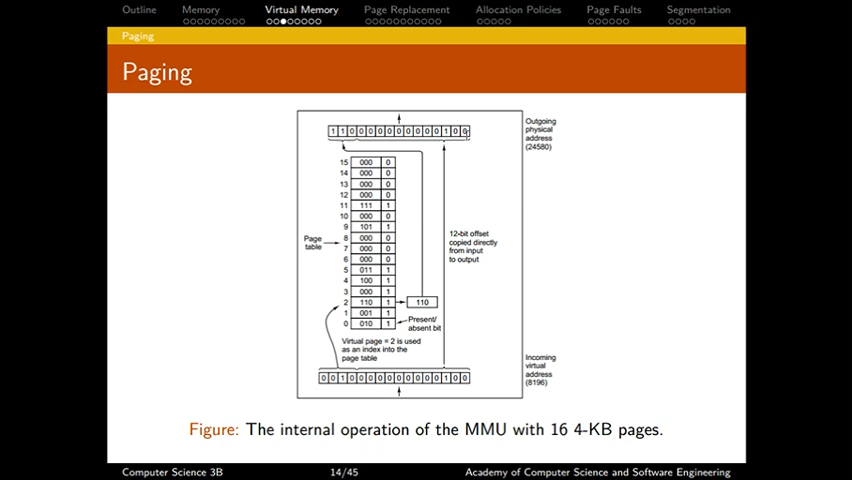 Outline Memory Virtual Memory Page Replacement Allocation Policies Page Faults Segmentation
Paging
Paging
1 1 0 0 0 0 0 0 0 0 0 0 1 0 0
Outgoing
physical
address
(24580)
15 000 0
14 000 0
13 000 0
12 000 0
11 111 1
10 000 0
9 101 1
8 000 0
7 000 0
6 000 0
5 011 1
4 100 1
3 000 1
2 110 1
1 001 1
0 010 1
Page
table
110
12-bit offset
copied directly
from input
to output
Present/
absent bit
Virtual page = 2 is used
as an index into the
page table
0 0 1 0 0 0 0 0 0 0 0 0 0 1 0 0
Incoming
virtual
address
(8196)
Figure: The internal operation of the MMU with 16 4-KB pages.
Computer Science 3B 14/45 Academy of Computer Science and Software Engineering